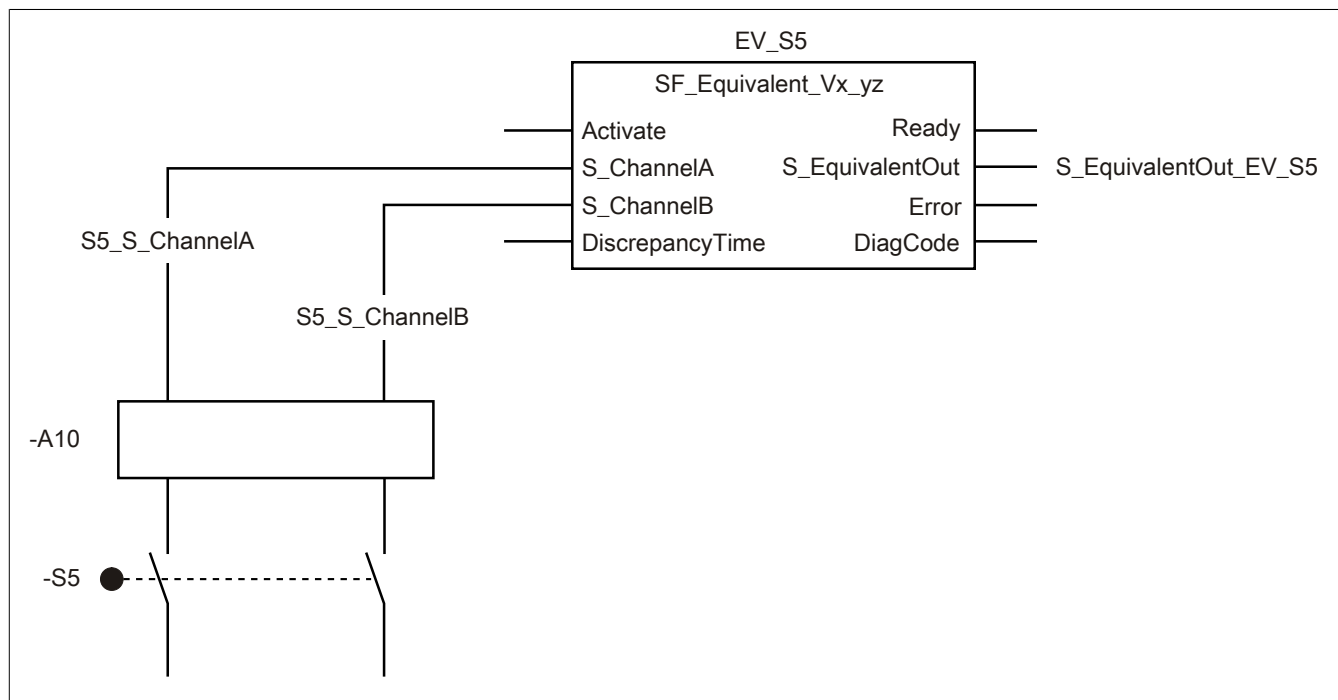 EV_S5
SF_Equivalent_Vx_yz
Activate Ready
S_ChannelA S_EquivalentOut S_EquivalentOut_EV_S5
S_ChannelB Error
S5_S_ChannelA DiscrepancyTime DiagCode
S5_S_ChannelB
-A10
-S5